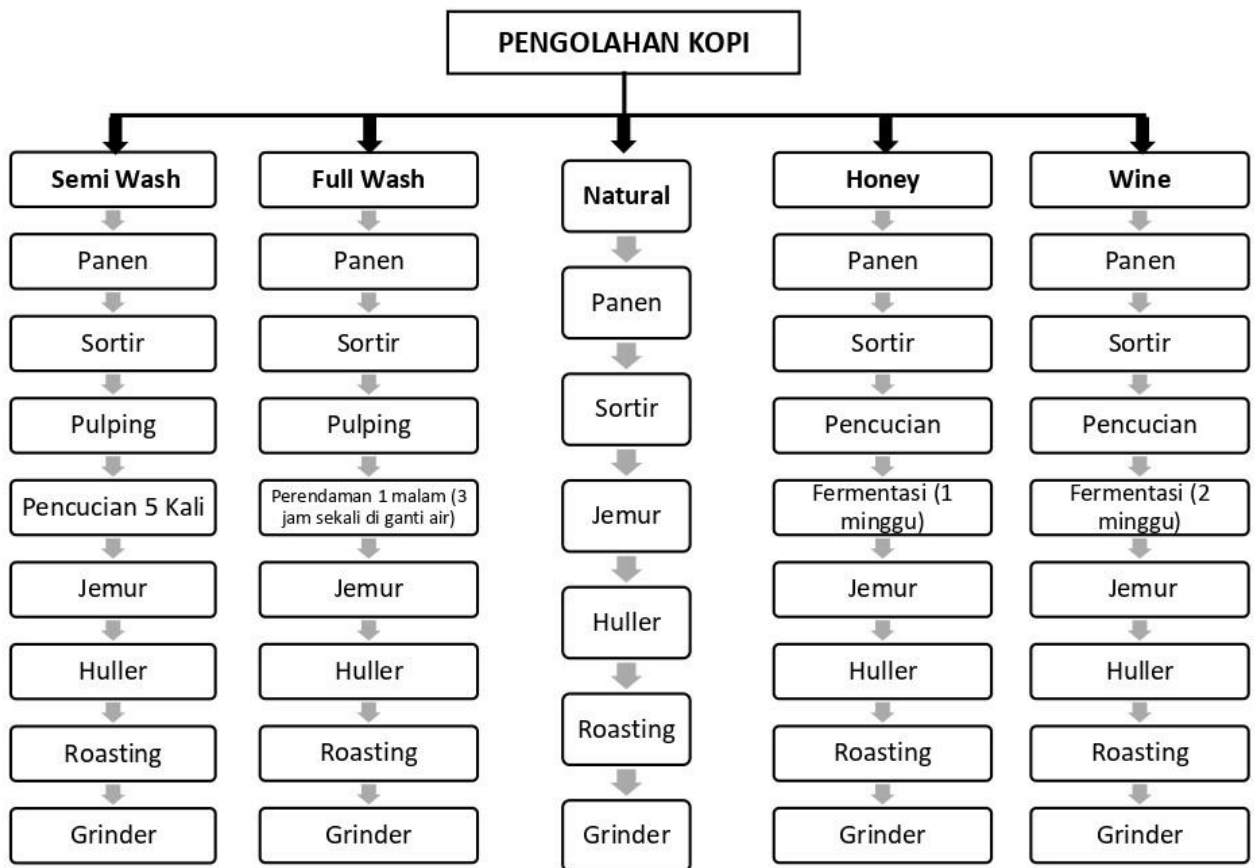 PENGOLAHAN KOPI
Semi Wash
Panen
Sortir
Pulping
Pencucian 5 Kali
Jemur
Huller
Roasting
Grinder
Full Wash
Panen
Sortir
Pulping
Perendaman 1 malam (3
jam sekali di ganti air)
Jemur
Huller
Roasting
Grinder
Natural
Panen
Sortir
Jemur
Huller
Roasting
Grinder
Honey
Panen
Sortir
Pencucian
Fermentasi (1
minggu)
Jemur
Huller
Roasting
Grinder
Wine
Panen
Sortir
Pencucian
Fermentasi (2
minggu)
Jemur
Huller
Roasting
Grinder